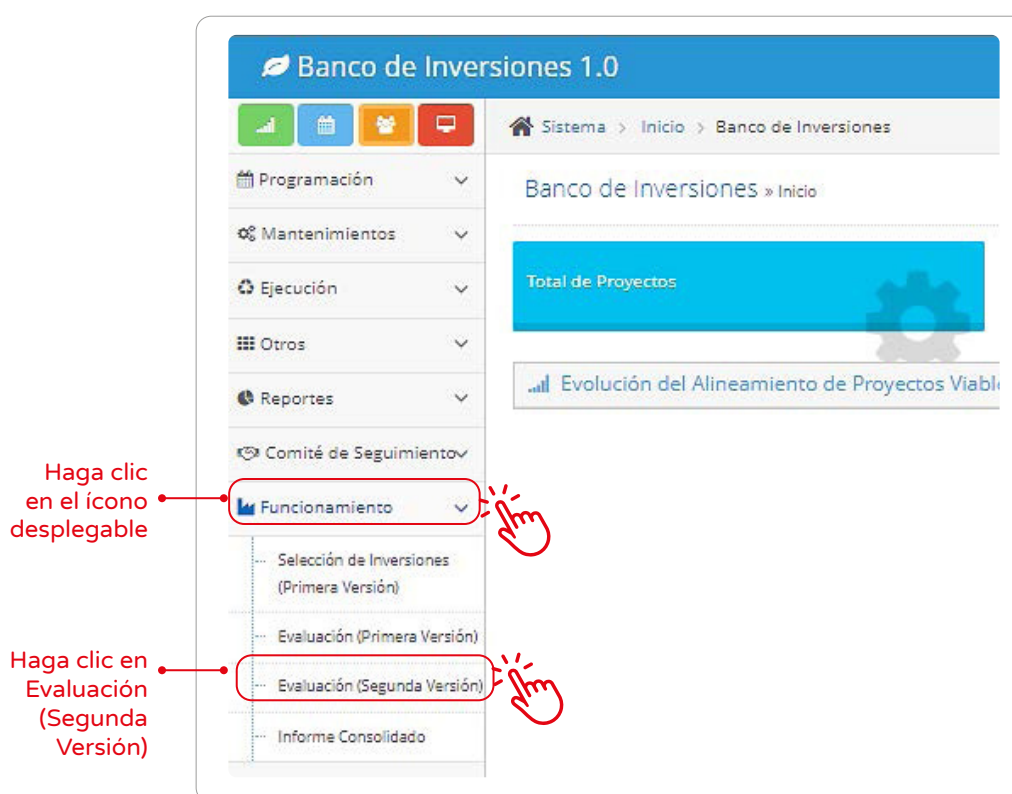 Banco de Inversiones 1.0
Sistema > Inicio > Banco de Inversiones
Programación
Mantenimientos
Ejecución
Otros
Reportes
Comité de Seguimiento
Funcionamiento
Selección de Inversiones
(Primera Versión)
Evaluación (Primera Versión)
Evaluación (Segunda Versión)
Informe Consolidado
Banco de Inversiones » Inicio
Total de Proyectos
Evolución del Alineamiento de Proyectos Viabl
Haga clic
en el ícono
desplegable
Haga clic en
Evaluación
(Segunda
Versión)